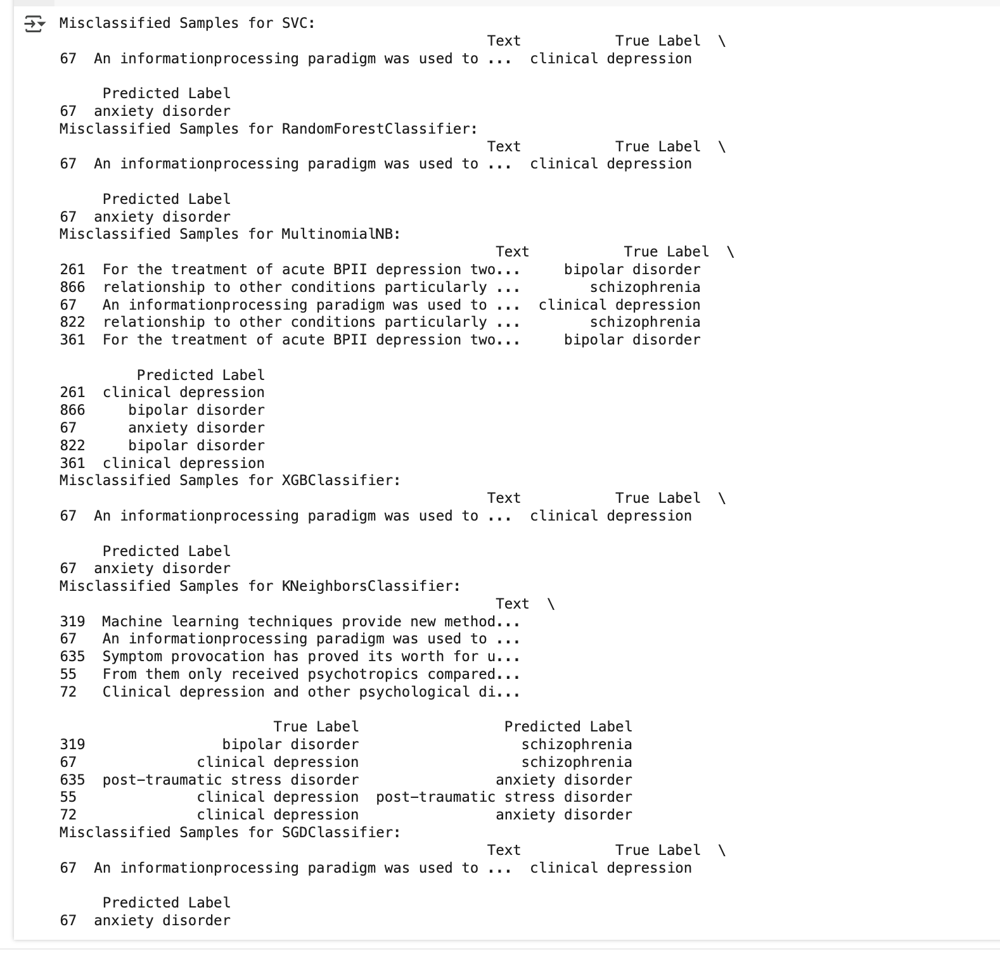 Misclassified Samples for SVC:
Text True Label \
67 An informationprocessing paradigm was used to ... clinical depression
Predicted Label
67 anxiety disorder
Misclassified Samples for RandomForestClassifier:
Text True Label \
67 An informationprocessing paradigm was used to ... clinical depression
Predicted Label
67 anxiety disorder
Misclassified Samples for MultinomialNB:
Text True Label \
261 For the treatment of acute BPII depression two... bipolar disorder
866 relationship to other conditions particularly ... schizophrenia
67 An informationprocessing paradigm was used to ... clinical depression
822 relationship to other conditions particularly ... schizophrenia
361 For the treatment of acute BPII depression two... bipolar disorder
Predicted Label
261 clinical depression
866 bipolar disorder
67 anxiety disorder
822 bipolar disorder
361 clinical depression
Misclassified Samples for XGBClassifier:
Text True Label \
67 An informationprocessing paradigm was used to ... clinical depression
Predicted Label
67 anxiety disorder
Misclassified Samples for KNeighborsClassifier:
Text \
319 Machine learning techniques provide new method...
67 An informationprocessing paradigm was used to ...
635 Symptom provocation has proved its worth for u...
55 From them only received psychotropics compared...
72 Clinical depression and other psychological di...
True Label Predicted Label
319 bipolar disorder schizophrenia
67 clinical depression schizophrenia
635 post-traumatic stress disorder anxiety disorder
55 clinical depression post-traumatic stress disorder
72 clinical depression anxiety disorder
Misclassified Samples for SGDClassifier:
Text True Label \
67 An informationprocessing paradigm was used to ... clinical depression
Predicted Label
67 anxiety disorder